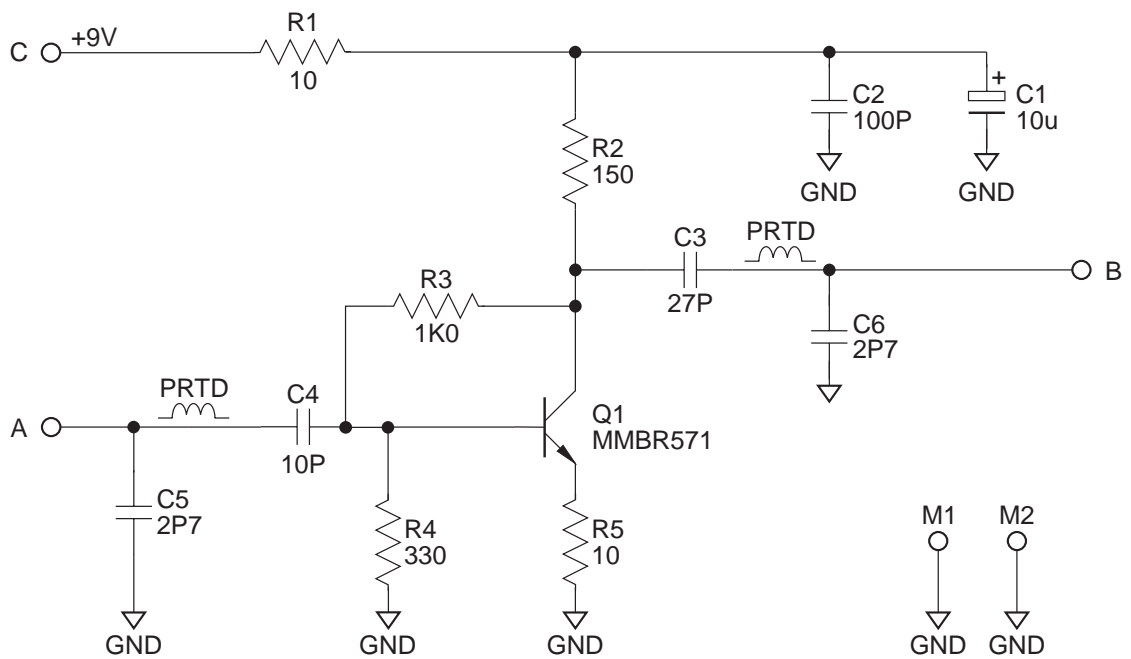 R1
C
+9V
10
+
C2
100P
C1
10u
R2
150
GND
GND
PRTD
C3
B
R3
27P
1K0
C6
2P7
PRTD
C4
A
Q1
MMBR571
10P
C5
2P7
R4
330
R5
10
M1
M2
GND
GND
GND
GND
GND